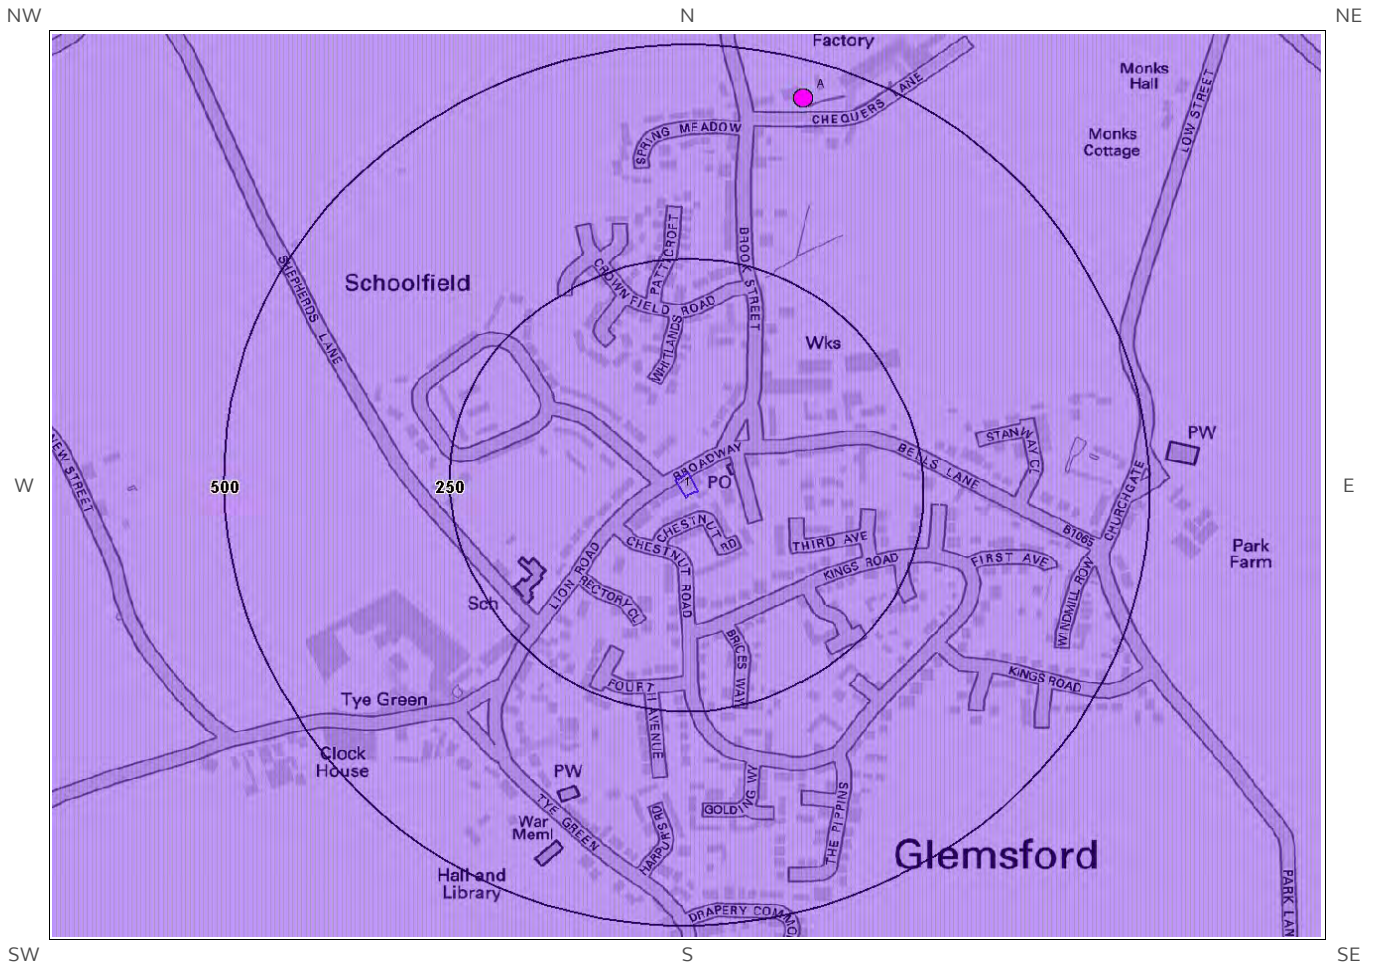 NW
N
NE
Factory
A
CHEQUERS LANE
Monks
Hall
LOW STREET
SPRING MEADOW
Monks
Cottage
SHEPHERDS LANE
Schoolfield
CROWNFIELD ROAD
PATTICROFT
BROOK STREET
WHITLANDS
Wks
NEW STREET
W
500
250
BROADWAY
PO
BELLS LANE
STANWAY CT
PW
E
B1065
CHURCHGATE
CHESTNUT RD
CHESTNUT ROAD
THIRD AVE
KINGS ROAD
FIRST AVE
WINDMILL ROW
Park
Farm
Sch
LION ROAD
RECTORY CL
BRICES WAY
FOURTH AVENUE
KINGS ROAD
Tye Green
Clock
House
PW
TYE GREEN
War
Meml
HARPURS RD
GOLDING WY
THE PIPPINS
Glemsford
Hall and
Library
DRAPERY COMMO
PARK LAN
SW
S
SE